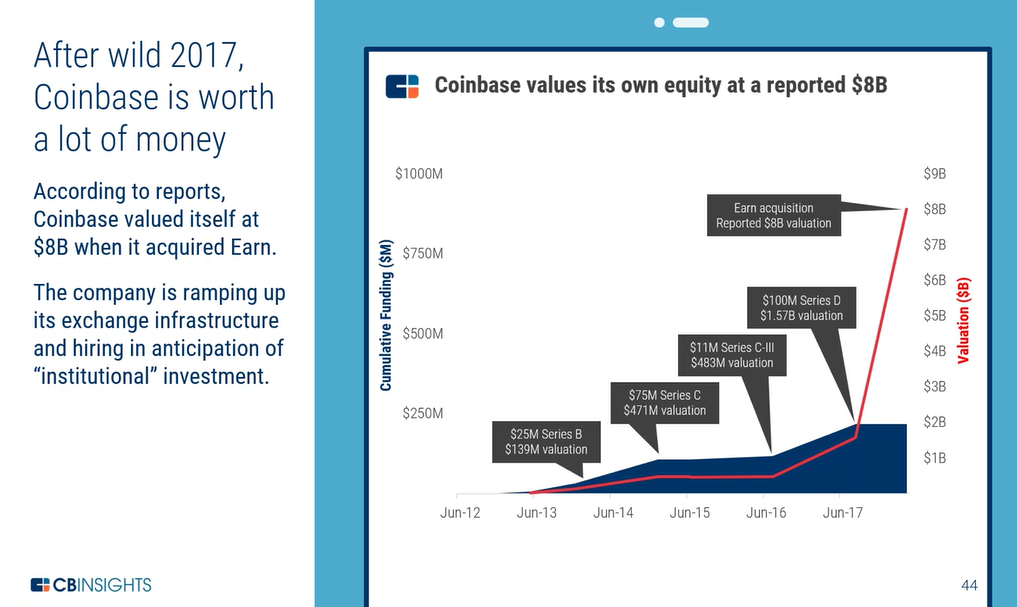 After wild 2017,
Coinbase is worth
a lot of money
According to reports,
Coinbase valued itself at
$8B when it acquired Earn.
The company is ramping up
its exchange infrastructure
and hiring in anticipation of
“institutional” investment.
CBINSIGHTS
Coinbase values its own equity at a reported $8B
Cumulative Funding ($M)
$1000M
$750M
$500M
$250M
$25M Series B
$139M valuation
$75M Series C
$471M valuation
$11M Series C-III
$483M valuation
$100M Series D
$1.57B valuation
Earn acquisition
Reported $8B valuation
$9B
$8B
$7B
$6B
$5B
$4B
$3B
$2B
$1B
Valuation ($B)
Jun-12 Jun-13 Jun-14 Jun-15 Jun-16 Jun-17
44